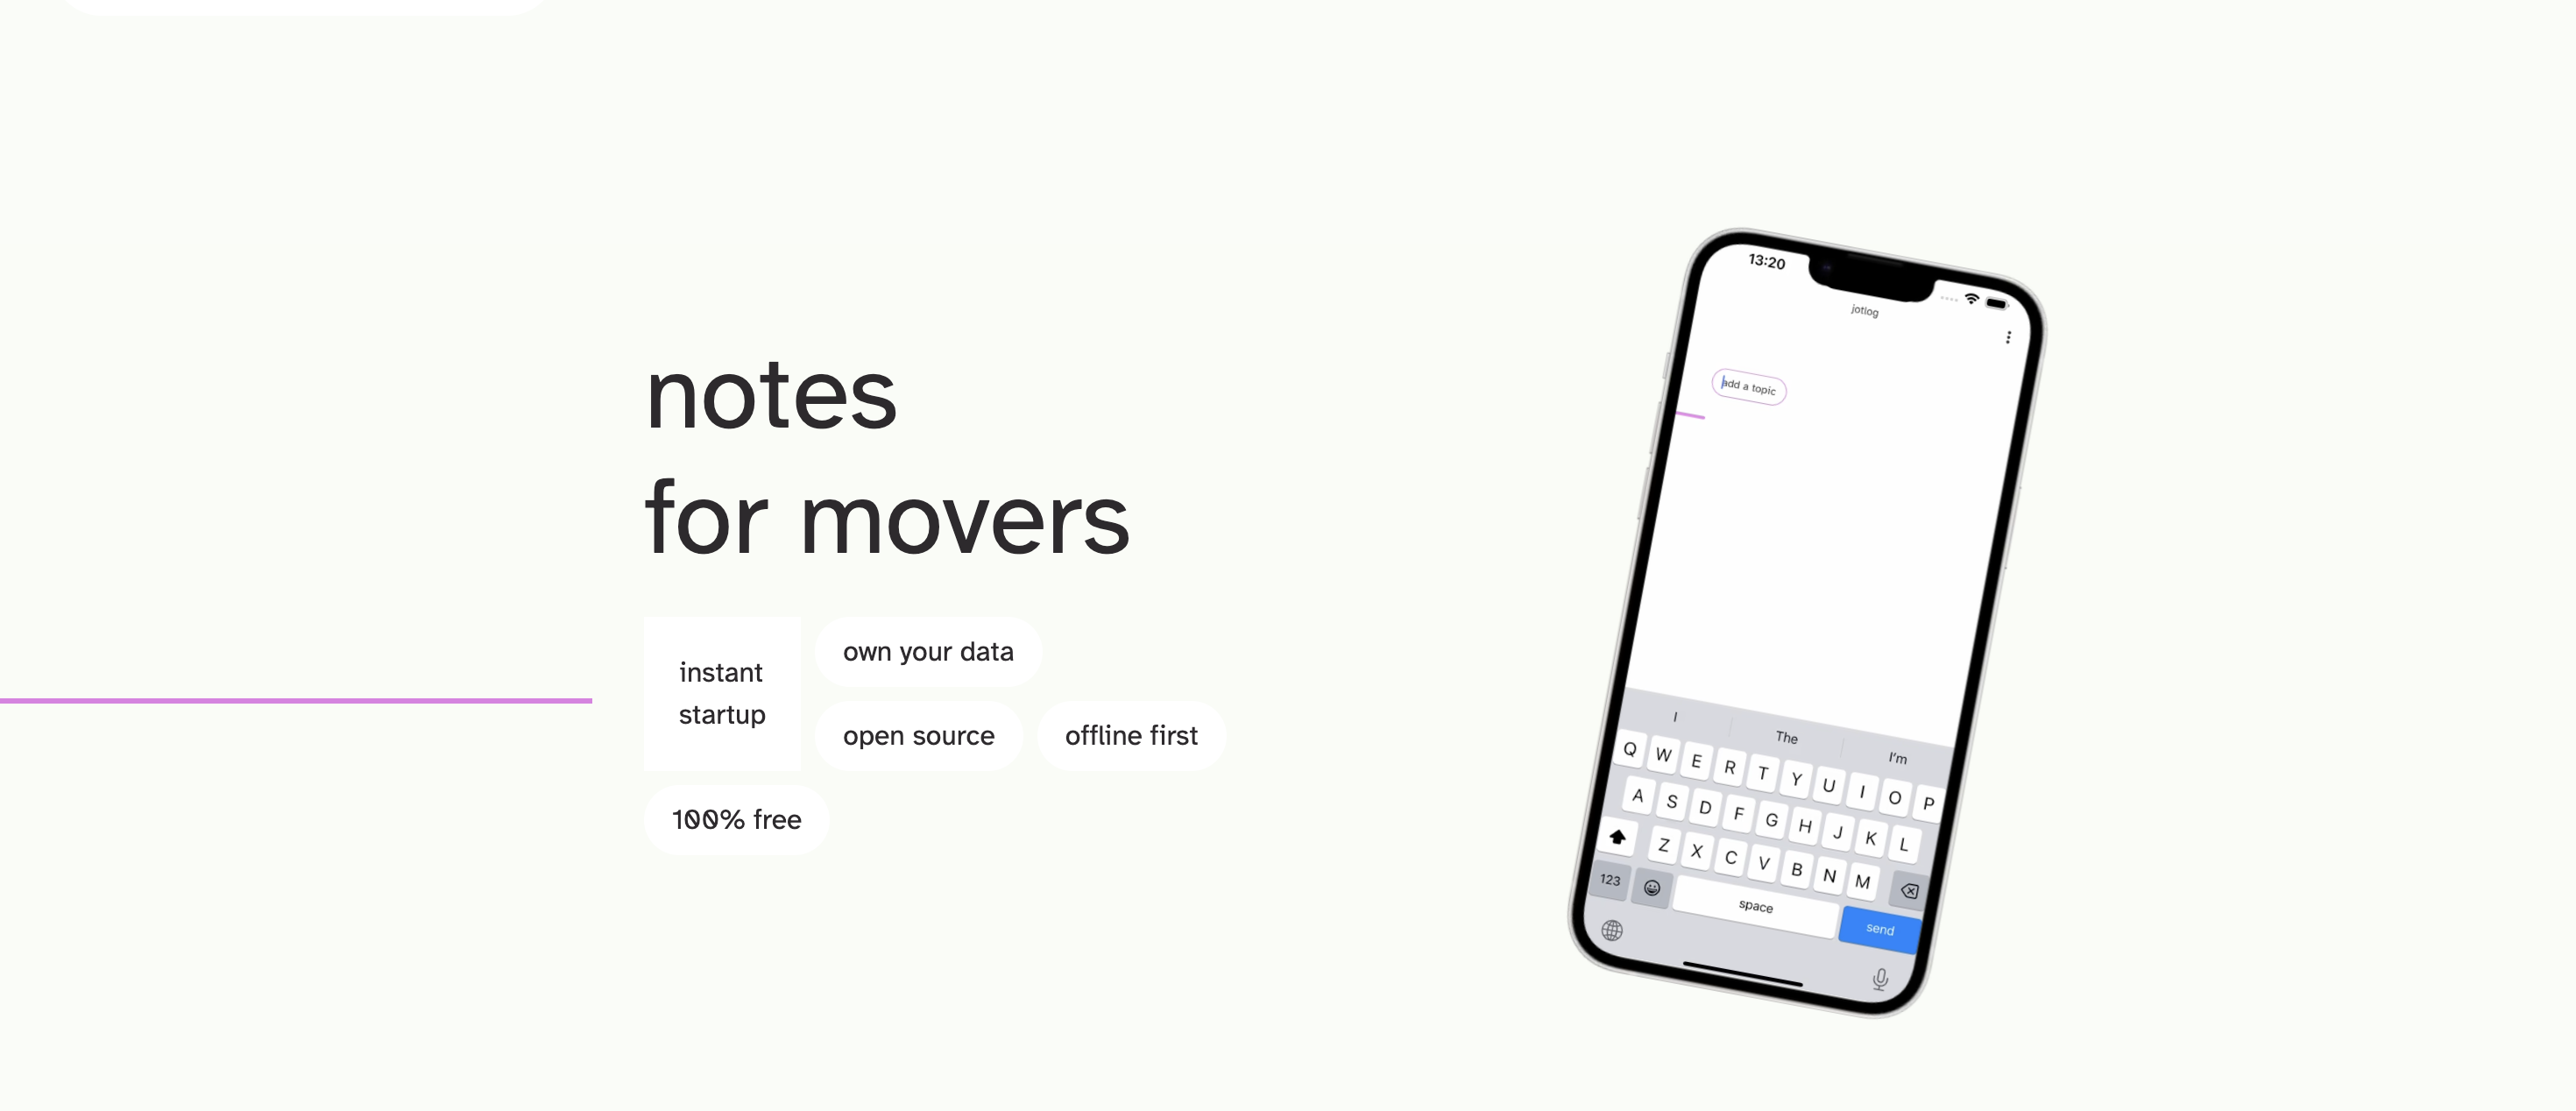 notes
for movers
instant
startup
own your data
open source
offline first
100% free
13:20
jotlog
add a topic
I
The
I'm
Q W E R T Y U I O P
A S D F G H J K L
Z X C V B N M
123
space
send